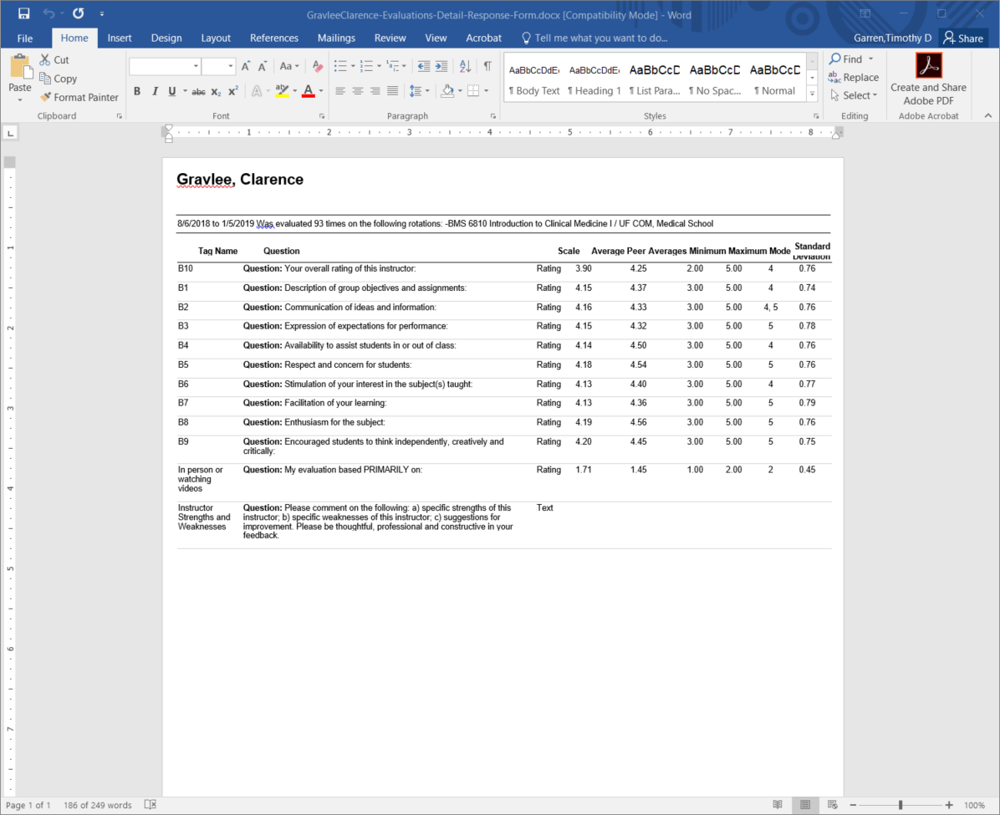 GravleeClarence-Evaluations-Detail-Response-Form.docx [Compatibility Mode] - Word
File Home Insert Design Layout References Mailings Review View Acrobat Tell me what you want to do... Garren,Timothy D Share
Paste
Cut
Copy
Format Painter
Clipboard
Font
Paragraph
AaBbCcDdE AaBbCcDdE AaBbCcD AaBbCcD AaBbCcD
¶ Body Text ¶ Heading 1 ¶ List Para... ¶ No Spac... ¶ Normal
Styles
Find
Replace
Select
Editing
Create and Share
Adobe PDF
Adobe Acrobat
1 2 3 4 5 6 7 8
Gravlee, Clarence
8/6/2018 to 1/5/2019 Was evaluated 93 times on the following rotations: -BMS 6810 Introduction to Clinical Medicine I / UF COM, Medical School
Tag Name Question Scale Average Peer Averages Minimum Maximum Mode Standard Deviation
B10 Question: Your overall rating of this instructor: Rating 3.90 4.25 2.00 5.00 4 0.76
B1 Question: Description of group objectives and assignments: Rating 4.15 4.37 3.00 5.00 4 0.74
B2 Question: Communication of ideas and information: Rating 4.16 4.33 3.00 5.00 4, 5 0.76
B3 Question: Expression of expectations for performance: Rating 4.15 4.32 3.00 5.00 5 0.78
B4 Question: Availability to assist students in or out of class: Rating 4.14 4.50 3.00 5.00 4 0.76
B5 Question: Respect and concern for students: Rating 4.18 4.54 3.00 5.00 5 0.76
B6 Question: Stimulation of your interest in the subject(s) taught: Rating 4.13 4.40 3.00 5.00 4 0.77
B7 Question: Facilitation of your learning: Rating 4.13 4.36 3.00 5.00 5 0.79
B8 Question: Enthusiasm for the subject: Rating 4.19 4.56 3.00 5.00 5 0.76
B9 Question: Encouraged students to think independently, creatively and Rating 4.20 4.45 3.00 5.00 5 0.75
critically:
In person or Question: My evaluation based PRIMARILY on: Rating 1.71 1.45 1.00 2.00 2 0.45
watching
videos
Instructor Question: Please comment on the following: a) specific strengths of this Text
Strengths and instructor; b) specific weaknesses of this instructor; c) suggestions for
Weaknesses improvement. Please be thoughtful, professional and constructive in your
feedback.
1
2
3
4
5
6
7
Page 1 of 1 186 of 249 words 100%